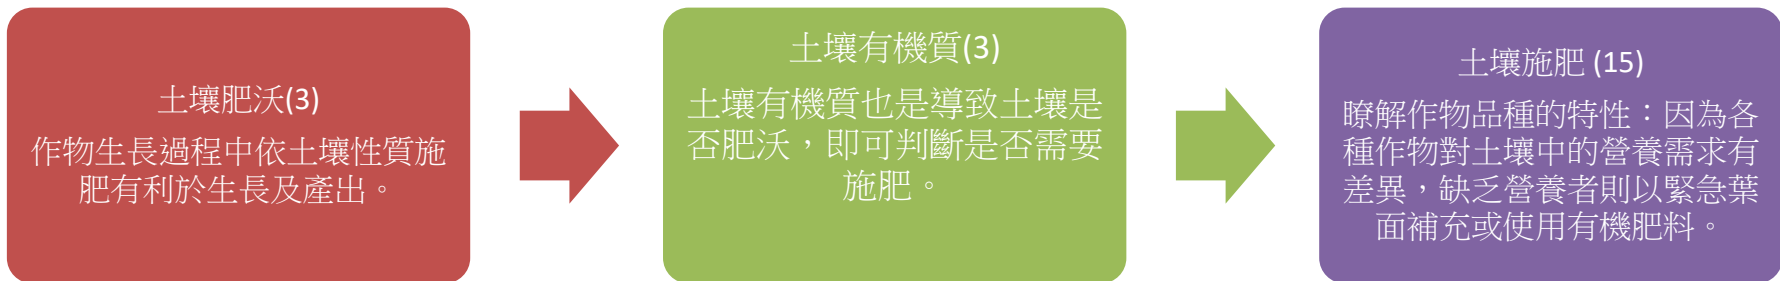 土壤肥沃(3)
作物生長過程中依土壤性質施
肥有利於生長及產出。
土壤有機質(3)
土壤有機質也是導致土壤是
否肥沃，即可判斷是否需要
施肥。
土壤施肥 (15)
瞭解作物品種的特性：因為各
種作物對土壤中的營養需求有
差異，缺乏營養者則以緊急葉
面補充或使用有機肥料。